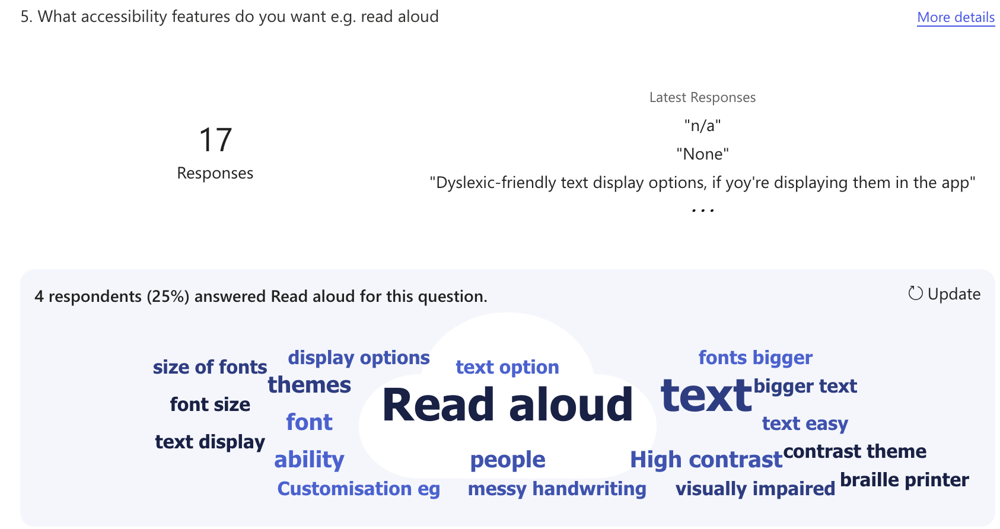 5. What accessibility features do you want e.g. read aloud
More details
Latest Responses
"n/a"
17
"None"
Responses
"Dyslexic-friendly text display options, if yoy're displaying them in the app"
...
4 respondents (25%) answered Read aloud for this question.
Update
size of fonts
display options
text option
fonts bigger
themes
Read aloud
text
bigger text
font size
font
text easy
text display
ability
people
High contrast
contrast theme
Customisation eg
messy handwriting
visually impaired
braille printer